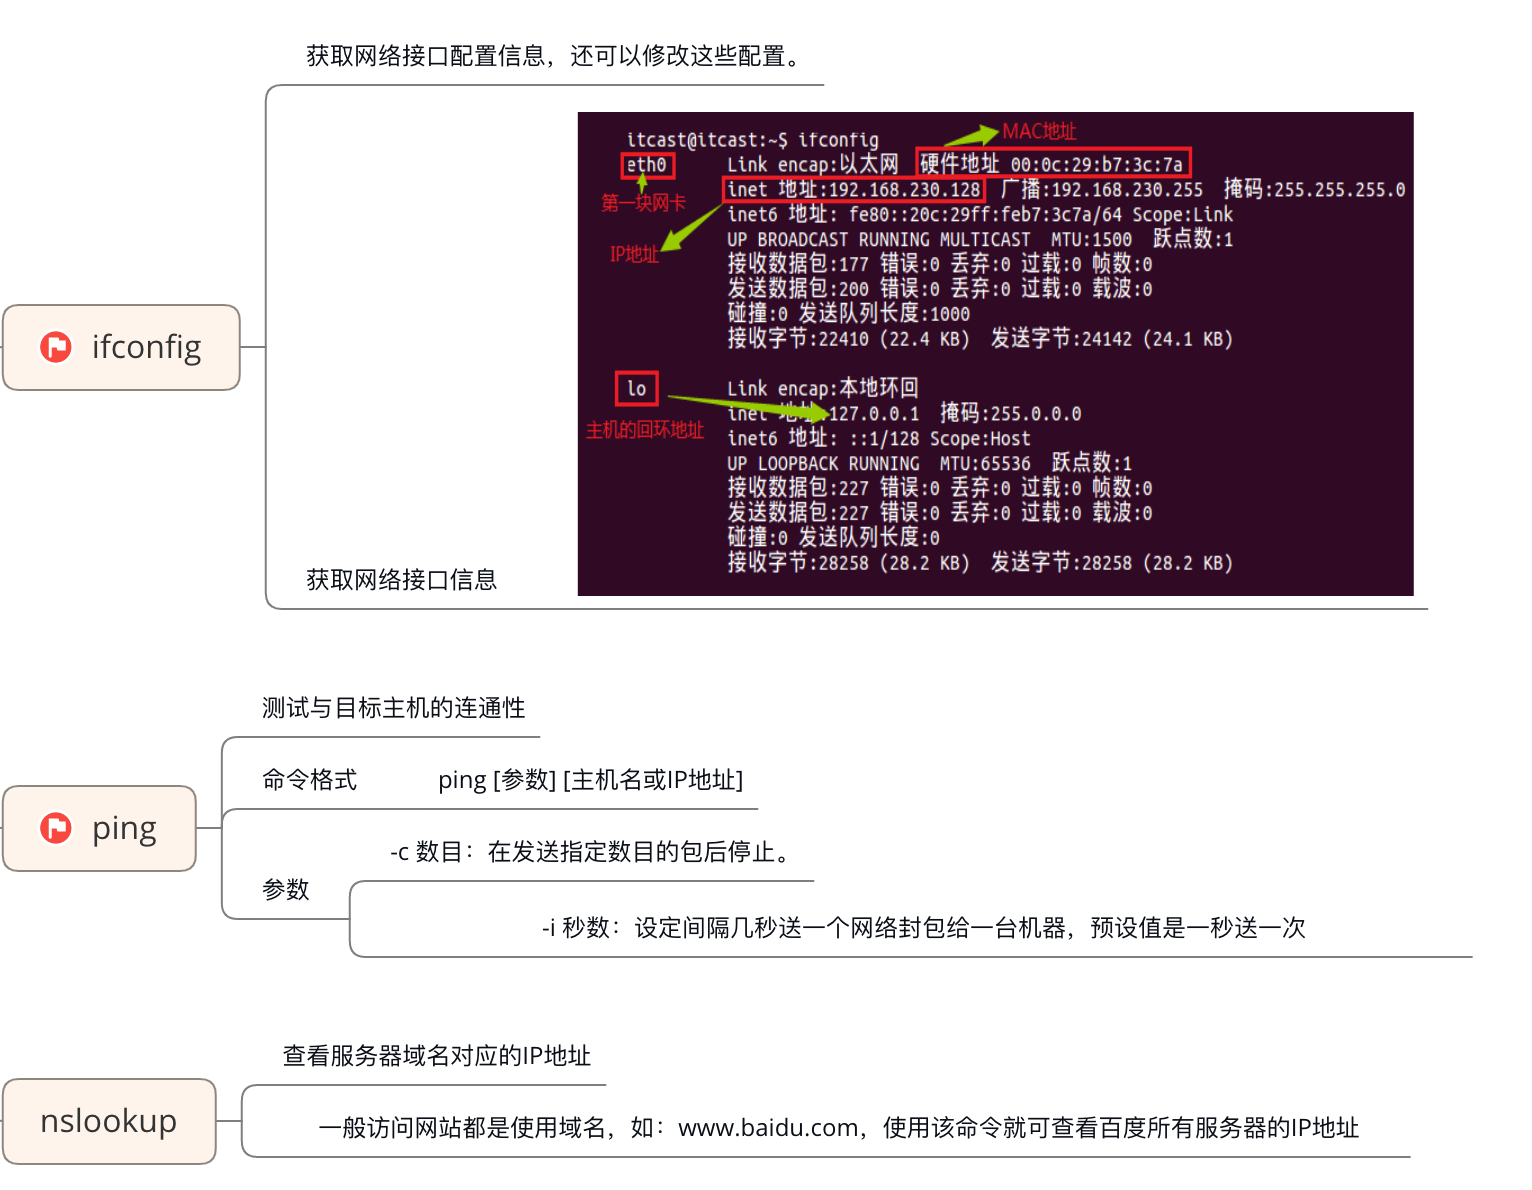 获取网络接口配置信息，还可以修改这些配置。
itcast@itcast:~$ ifconfig
MAC地址
eth0 Link encap:以太网 硬件地址 00:0c:29:b7:3c:7a
inet 地址:192.168.230.128 广播:192.168.230.255 掩码:255.255.255.0
第一块网卡
inet6 地址: fe80::20c:29ff:feb7:3c7a/64 Scope:Link
UP BROADCAST RUNNING MULTICAST MTU:1500 跃点数:1
IP地址
接收数据包:177 错误:0 丢弃:0 过载:0 帧数:0
发送数据包:200 错误:0 丢弃:0 过载:0 载波:0
碰撞:0 发送队列长度:1000
接收字节:22410 (22.4 KB) 发送字节:24142 (24.1 KB)
ifconfig
lo Link encap:本地环回
inet 地址:127.0.0.1 掩码:255.0.0.0
主机的回环地址
inet6 地址: ::1/128 Scope:Host
UP LOOPBACK RUNNING MTU:65536 跃点数:1
接收数据包:227 错误:0 丢弃:0 过载:0 帧数:0
发送数据包:227 错误:0 丢弃:0 过载:0 载波:0
碰撞:0 发送队列长度:0
接收字节:28258 (28.2 KB) 发送字节:28258 (28.2 KB)
获取网络接口信息
测试与目标主机的连通性
命令格式 ping [参数] [主机名或IP地址]
ping
-c 数目：在发送指定数目的包后停止。
参数
-i 秒数：设定间隔几秒送一个网络封包给一台机器，预设值是一秒送一次
查看服务器域名对应的IP地址
nslookup
一般访问网站都是使用域名，如：www.baidu.com，使用该命令就可查看百度所有服务器的IP地址